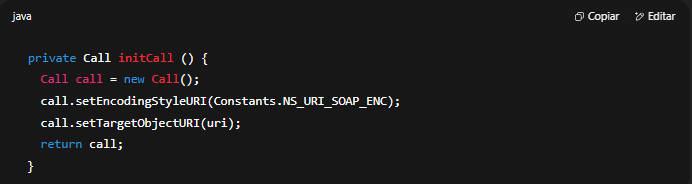 java
Copiar
Editar
private Call initCall () {
  Call call = new Call();
  call.setEncodingStyleURI(Constants.NS_URI_SOAP_ENC);
  call.setTargetObjectURI(uri);
  return call;
}